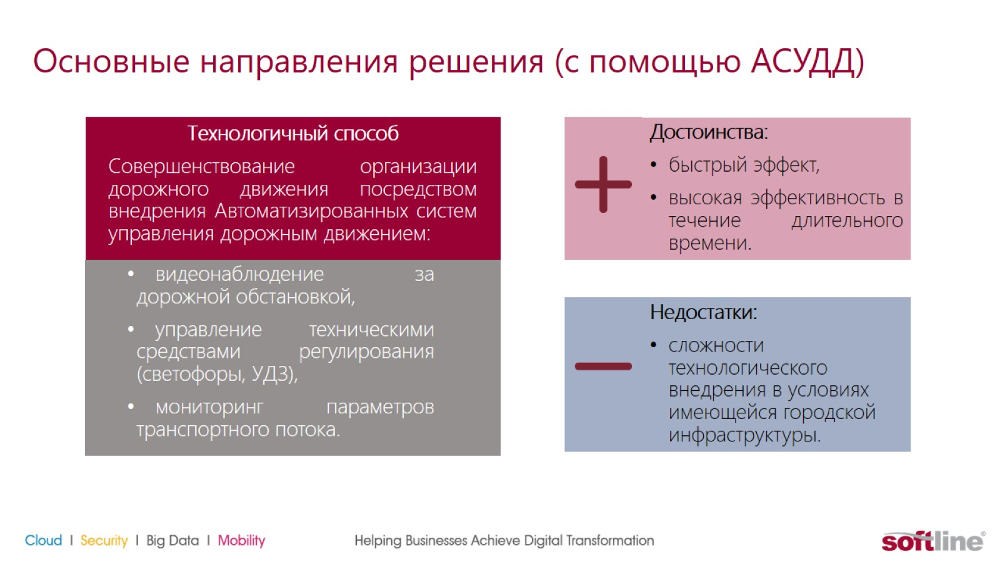 Основные направления решения (с помощью АСУДД)
Технологичный способ
Совершенствование организации
дорожного движения посредством
внедрения Автоматизированных систем
управления дорожным движением:
• видеонаблюдение за
дорожной обстановкой,
• управление техническими
средствами регулирования
(светофоры, УДЗ),
• мониторинг параметров
транспортного потока.
Достоинства:
• быстрый эффект,
• высокая эффективность в
течение длительного
времени.
Недостатки:
• сложности
технологического
внедрения в условиях
имеющейся городской
инфраструктуры.
Cloud I Security I Big Data I Mobility
Helping Businesses Achieve Digital Transformation
softline®